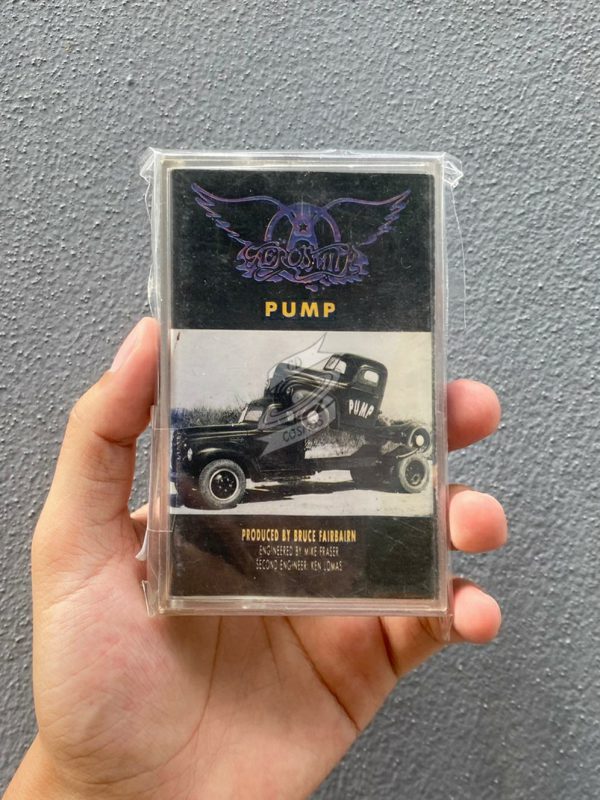 AEROSMITH
PUMP
PUMP
PRODUCED BY BRUCE FAIRBAIRN
ENGINEERED BY MIKE FRASER
SECOND ENGINEER: KEN LOMAS